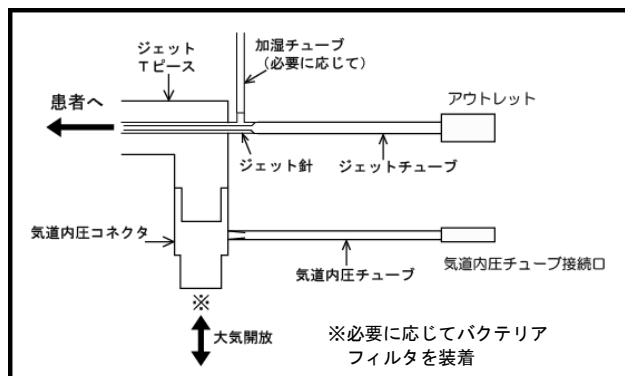 ジェット
Tピース
加湿チューブ
(必要に応じて)
患者へ
アウトレット
ジェット針
ジェットチューブ
気道内圧コネクタ
気道内圧チューブ
気道内圧チューブ接続口
※
大気開放
※必要に応じてバクテリア
フィルタを装着